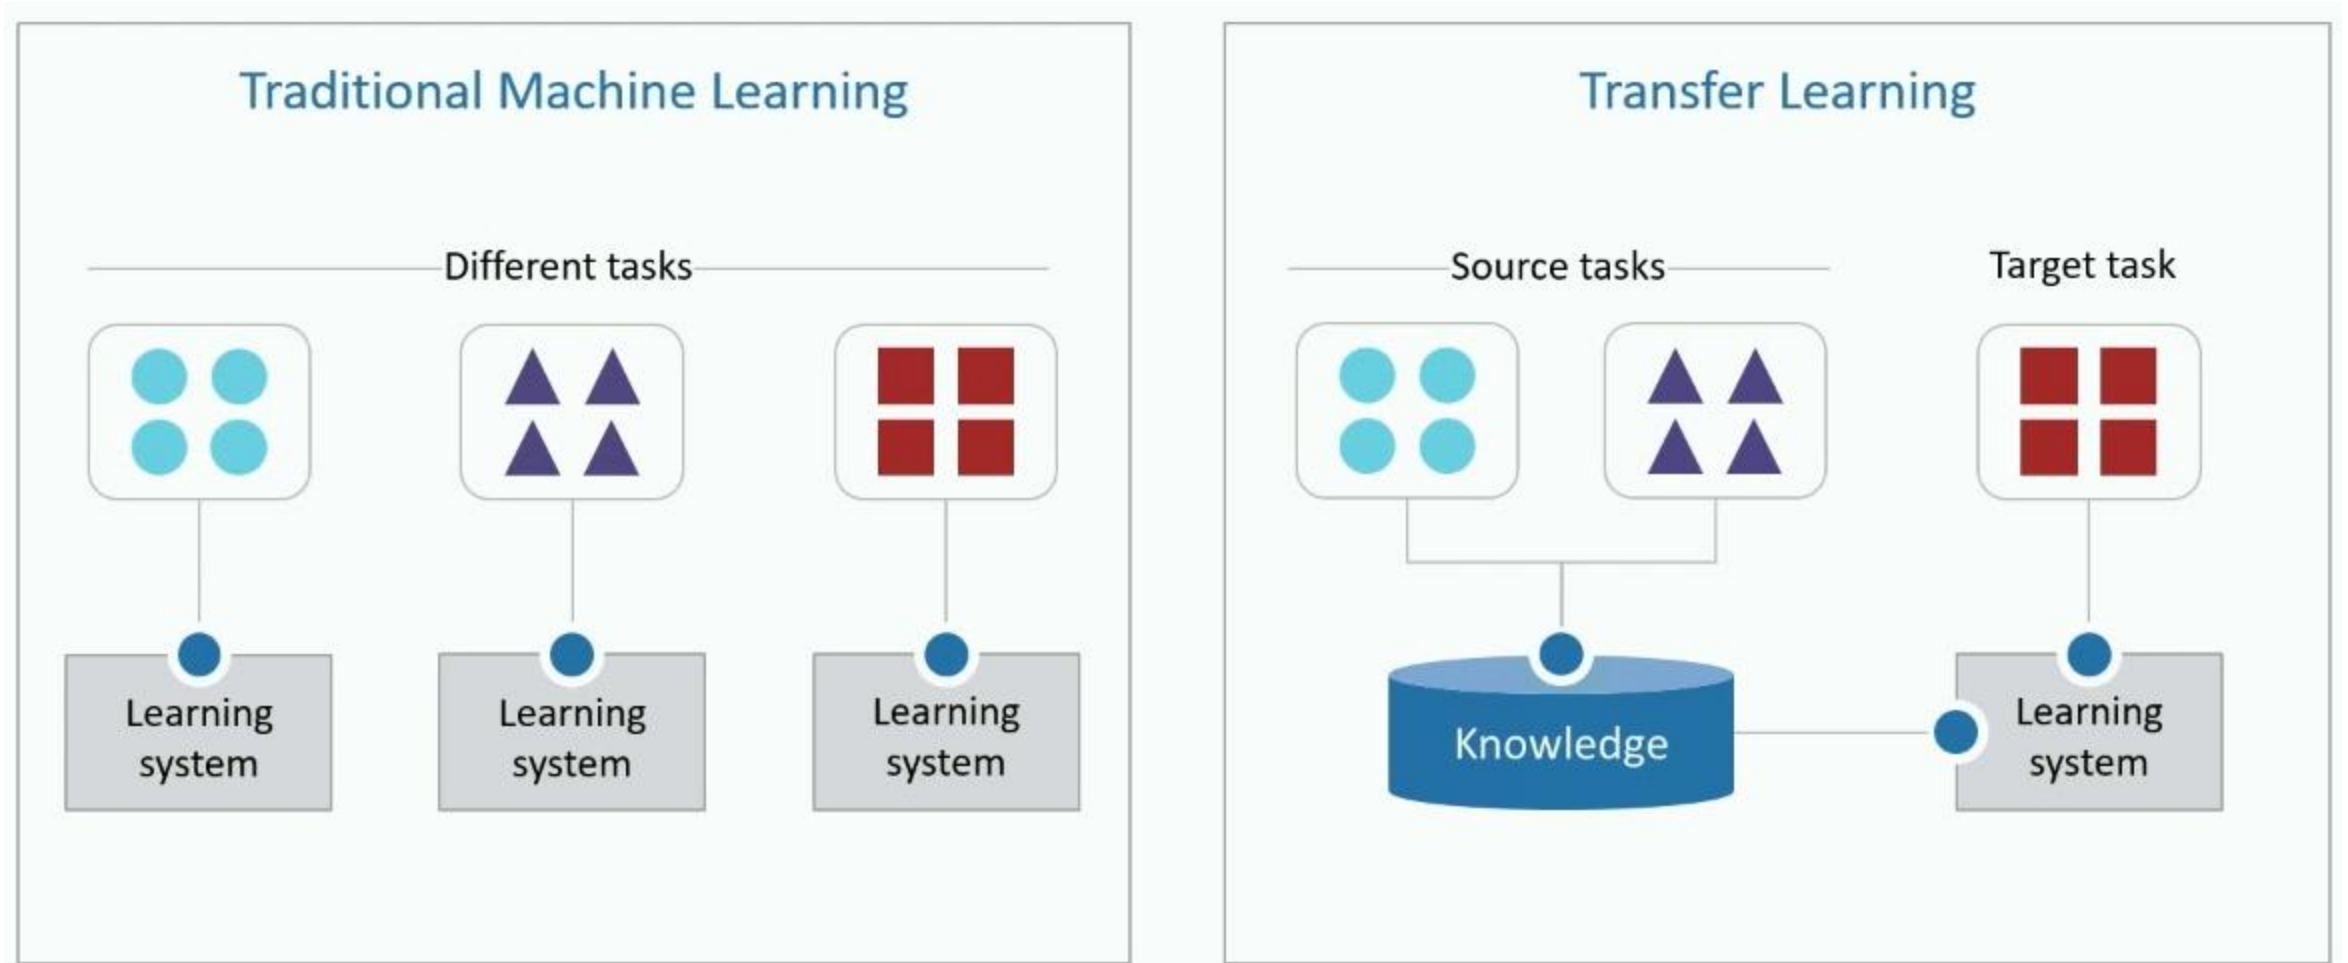 Traditional Machine Learning
Different tasks
Learning
system
Learning
system
Learning
system
Transfer Learning
Source tasks
Target task
Knowledge
Learning
system